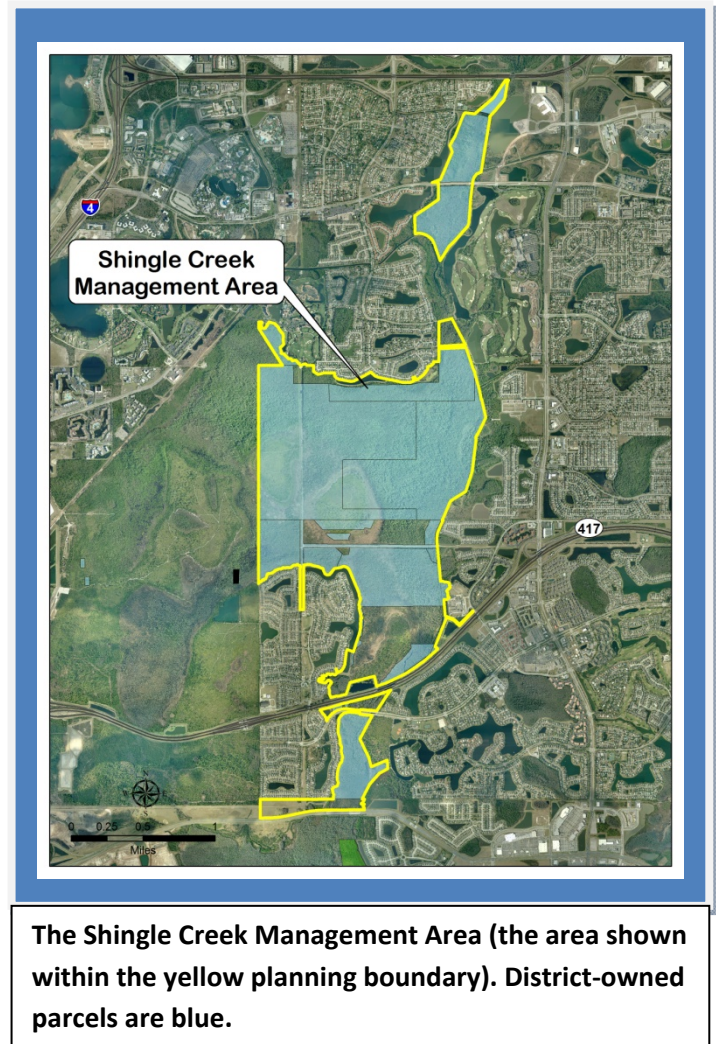 4
Shingle Creek
Management Area
417
N
0 0.25 0.5 1
Miles
The Shingle Creek Management Area (the area shown
within the yellow planning boundary). District-owned
parcels are blue.